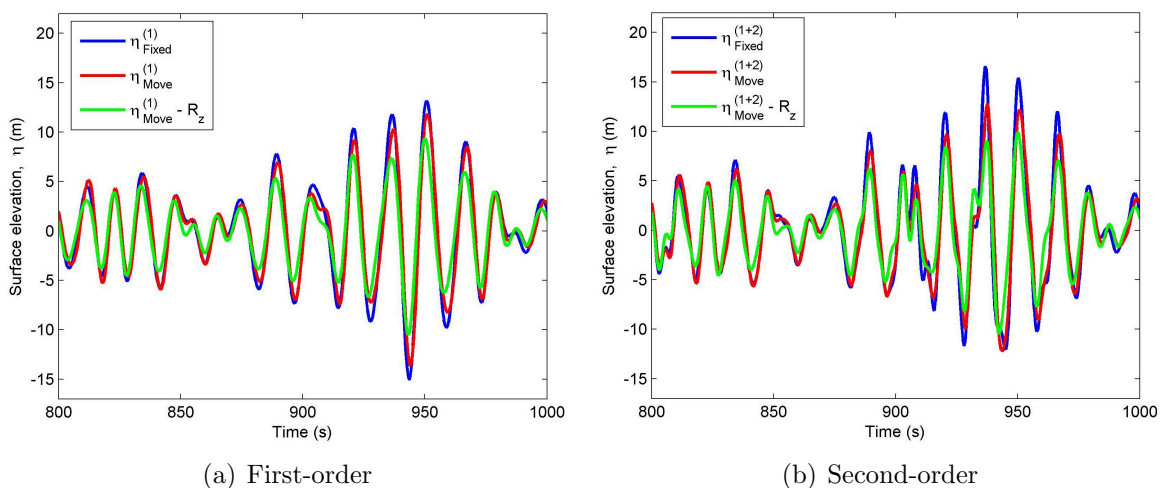 20
15
10
5
0
-5
-10
-15
Surface elevation, η (m)
η(1)Fixed
η(1)Move
η(1)Move - Rz
800
850
900
950
1000
Time (s)
(a) First-order
20
15
10
5
0
-5
-10
-15
Surface elevation, η (m)
η(1+2)Fixed
η(1+2)Move
η(1+2)Move - Rz
800
850
900
950
1000
Time (s)
(b) Second-order